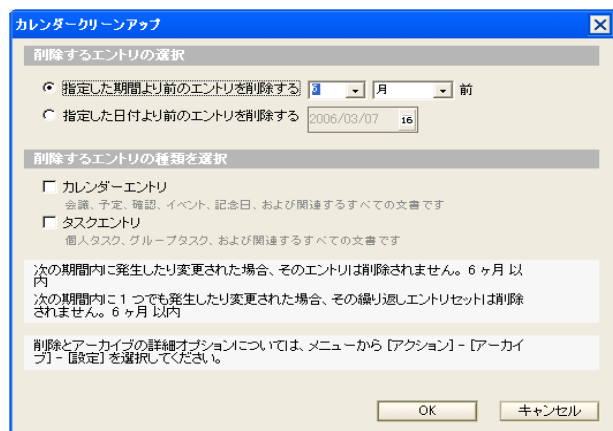 カレンダークリーンアップ
削除するエントリの選択
指定した期間より前のエントリを削除する 6 月 前
指定した日付より前のエントリを削除する 2006/03/07 16
削除するエントリの種類を選択
カレンダーエントリ
会議、予定、確認、イベント、記念日、および関連するすべての文書です
タスクエントリ
個人タスク、グループタスク、および関連するすべての文書です
次の期間内に発生したり変更された場合、そのエントリは削除されません。6 ヶ月 以
内
次の期間内に 1 つでも発生したり変更された場合、その繰り返しエントリセットは削除
されません。6 ヶ月 以内
削除とアーカイブの詳細オプションについては、メニューから [アクション] - [アーカイ
ブ] - [設定] を選択してください。
OK キャンセル